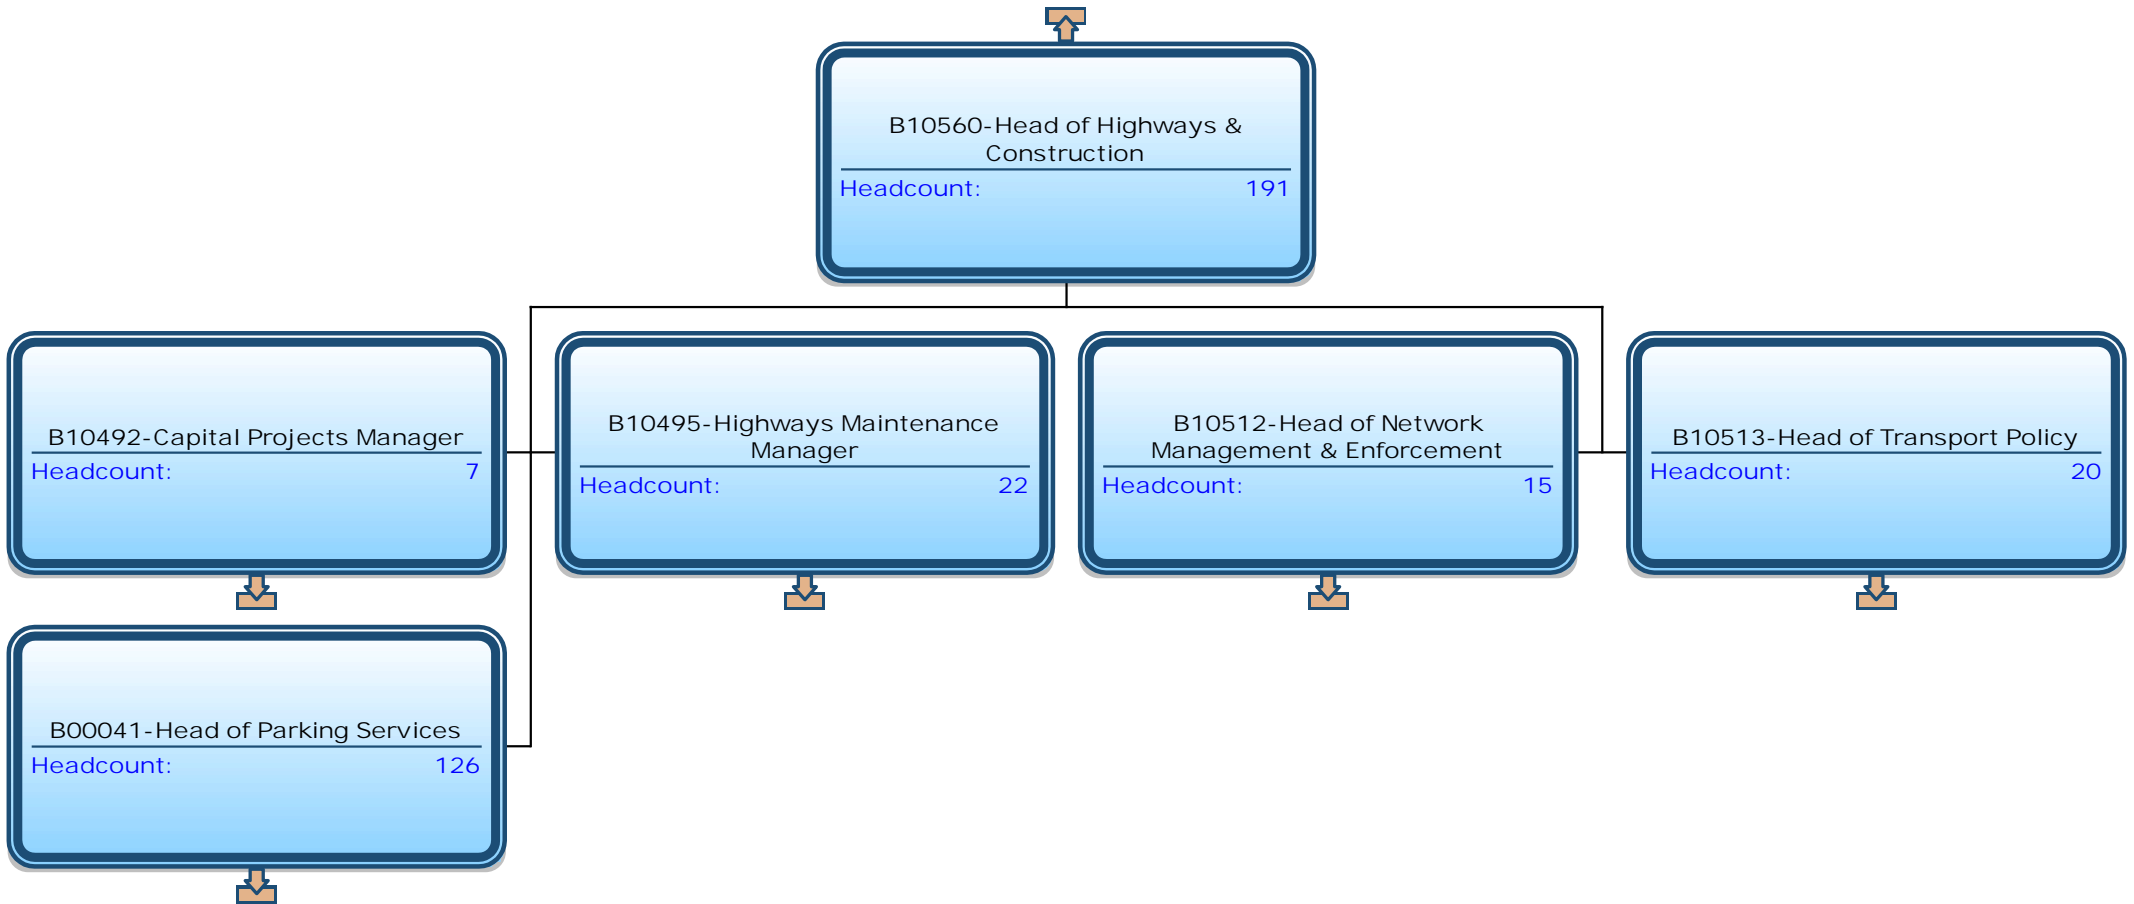 B10560-Head of Highways &
Construction
Headcount: 191
B10492-Capital Projects Manager
Headcount: 7
B10495-Highways Maintenance
Manager
Headcount: 22
B10512-Head of Network
Management & Enforcement
Headcount: 15
B10513-Head of Transport Policy
Headcount: 20
B00041-Head of Parking Services
Headcount: 126